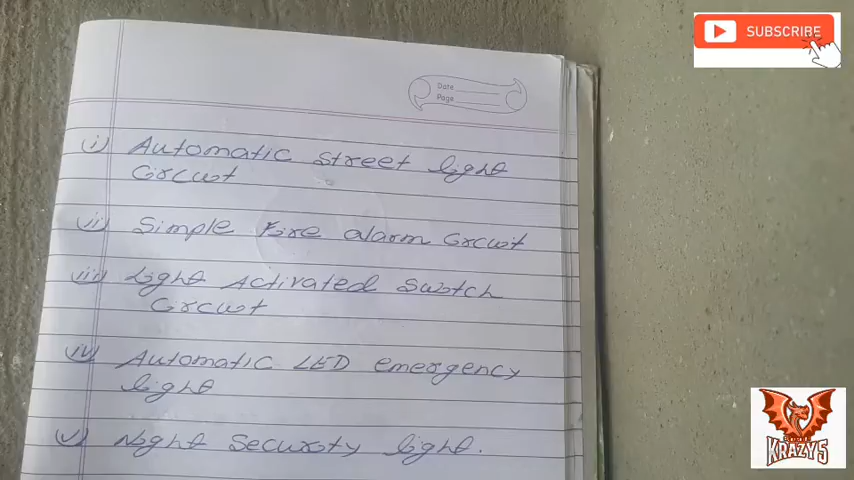 SUBSCRIBE
Date
Page
i) Automatic Street light
Circuit
ii) Simple Fire alarm Circuit
iii) Light Activated Switch
Circuit
iv) Automatic LED emergency
light
v) Night Security light.
KRAZY5